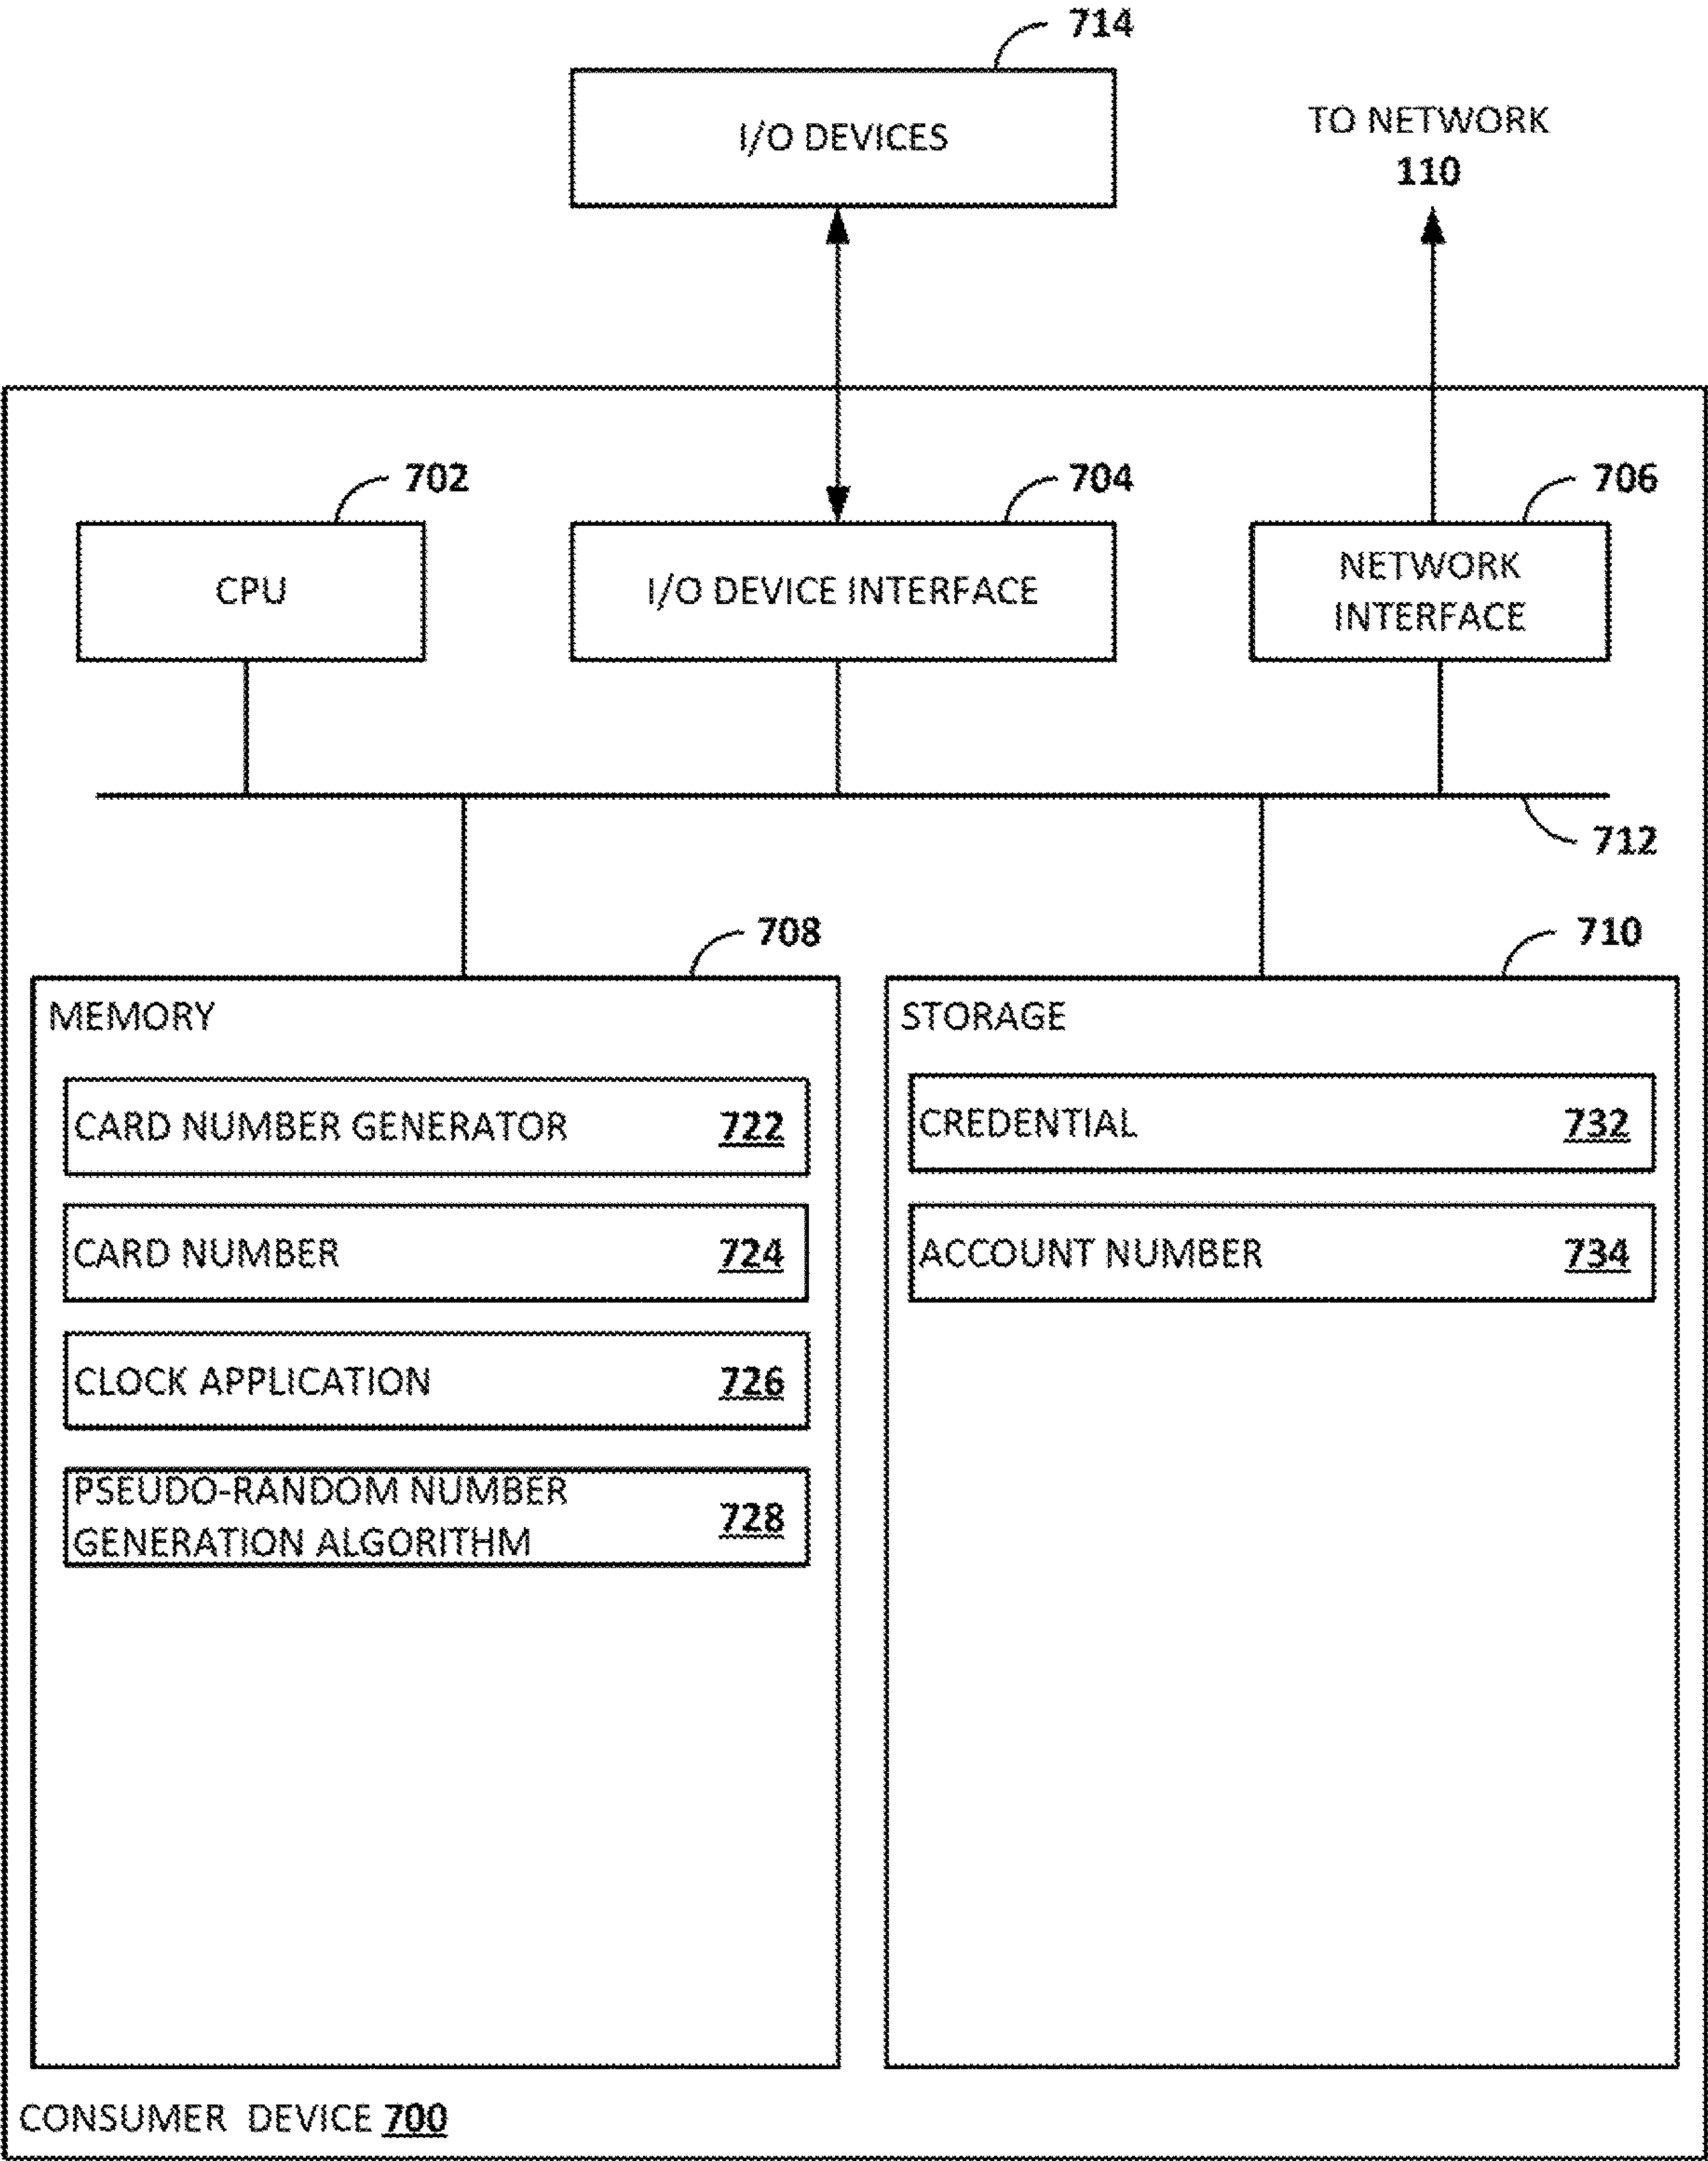 714
I/O DEVICES
TO NETWORK
110
702
704
706
CPU
I/O DEVICE INTERFACE
NETWORK
INTERFACE
712
708
710
MEMORY
CARD NUMBER GENERATOR 722
CARD NUMBER 724
CLOCK APPLICATION 726
PSEUDO-RANDOM NUMBER
GENERATION ALGORITHM 728
STORAGE
CREDENTIAL 732
ACCOUNT NUMBER 734
CONSUMER DEVICE 700